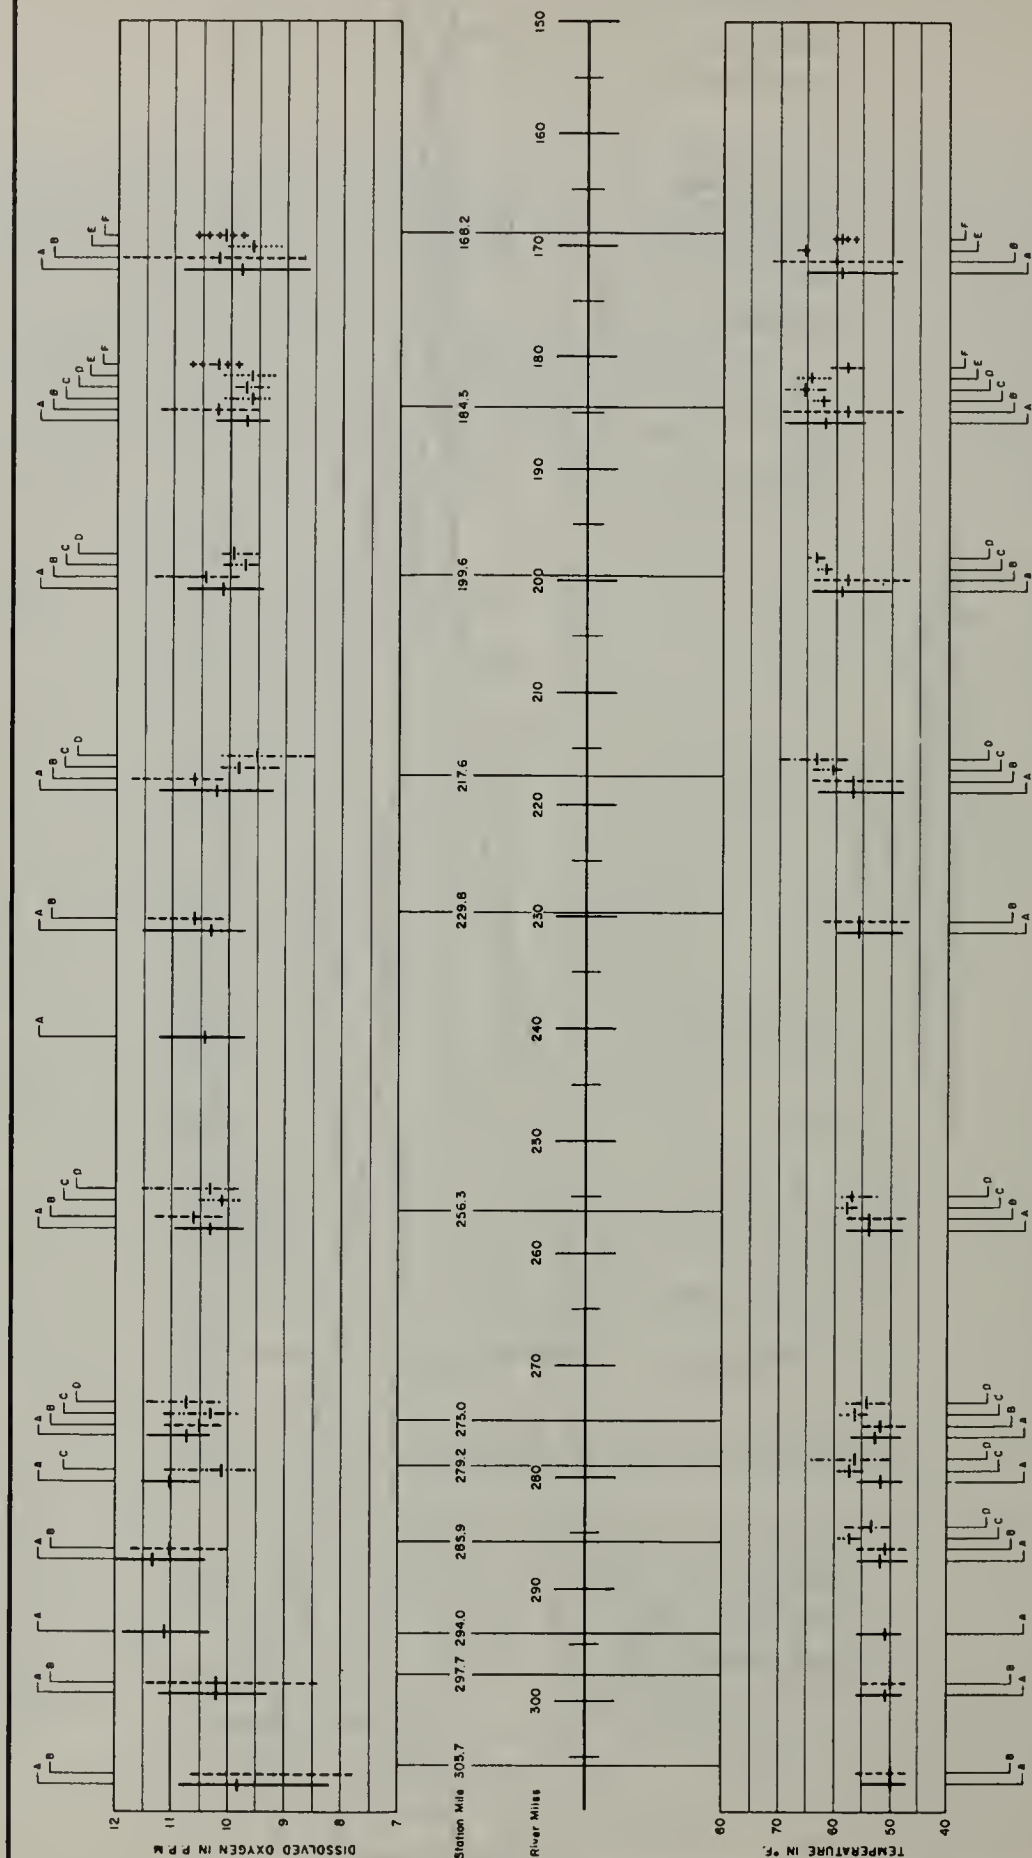 A B A B A A B A C A B C D A B C D A A B A B C D A B C D A B C D E F A B E F
DISSOLVED OXYGEN IN P.P.M.
12
11
10
9
8
7
Station Mile 305.7 297.7 294.0 285.9 279.2 275.0 256.3 229.8 217.6 199.6 184.5 168.2
River Miles 300 290 280 270 260 250 240 230 220 210 200 190 180 170 160 150
TEMPERATURE IN °F.
80
70
60
50
40
A B A B A A B C D A C D A B C D A B C D A B A B C D A B C D A B C D E F A B E F